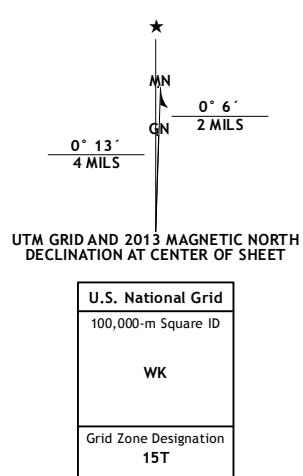 ★
MN
GN
0° 6´
2 MILS
0° 13´
4 MILS
UTM GRID AND 2013 MAGNETIC NORTH
DECLINATION AT CENTER OF SHEET
U.S. National Grid
100,000-m Square ID
WK
Grid Zone Designation
15T